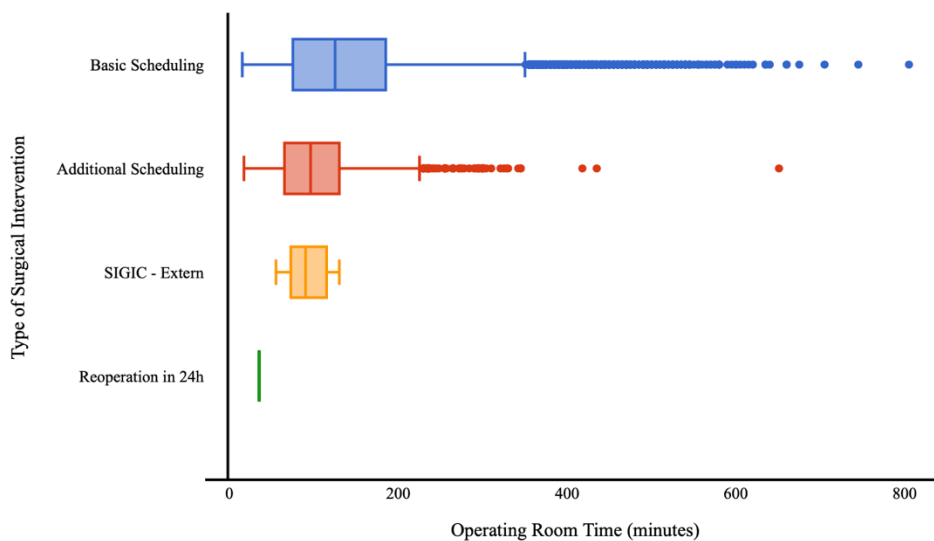 Type of Surgical Intervention
Basic Scheduling
Additional Scheduling
SIGIC - Extern
Reoperation in 24h
0 200 400 600 800
Operating Room Time (minutes)